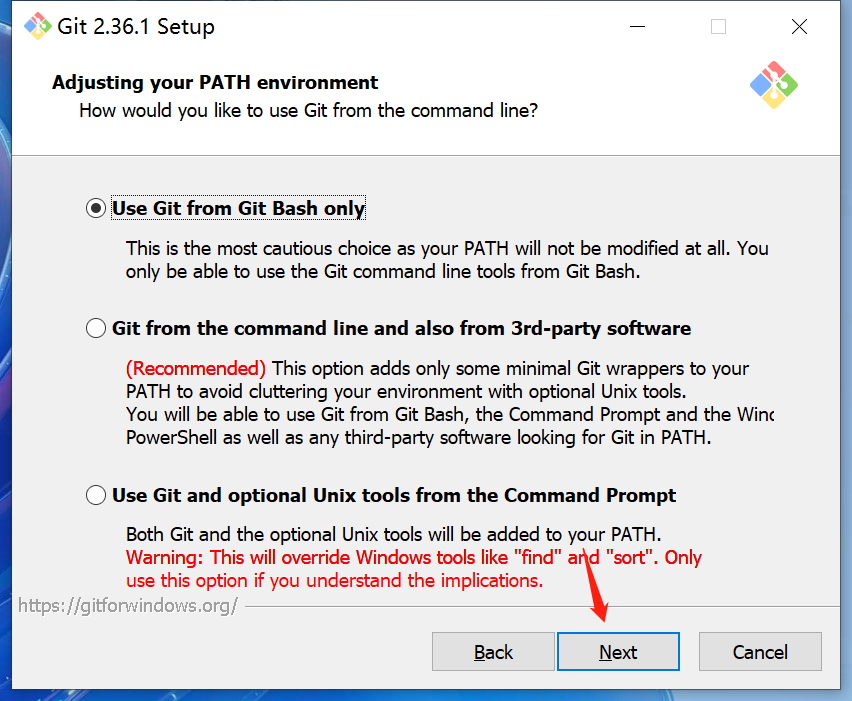 Git 2.36.1 Setup
Adjusting your PATH environment
How would you like to use Git from the command line?
Use Git from Git Bash only
This is the most cautious choice as your PATH will not be modified at all. You
only be able to use the Git command line tools from Git Bash.
Git from the command line and also from 3rd-party software
(Recommended) This option adds only some minimal Git wrappers to your
PATH to avoid cluttering your environment with optional Unix tools.
You will be able to use Git from Git Bash, the Command Prompt and the
PowerShell as well as any third-party software looking for Git in PATH.
Use Git and optional Unix tools from the Command Prompt
Both Git and the optional Unix tools will be added to your PATH.
Warning: This will override Windows tools like "find" and "sort". Only
use this option if you understand the implications.
https://gitforwindows.org/
Back
Next
Cancel